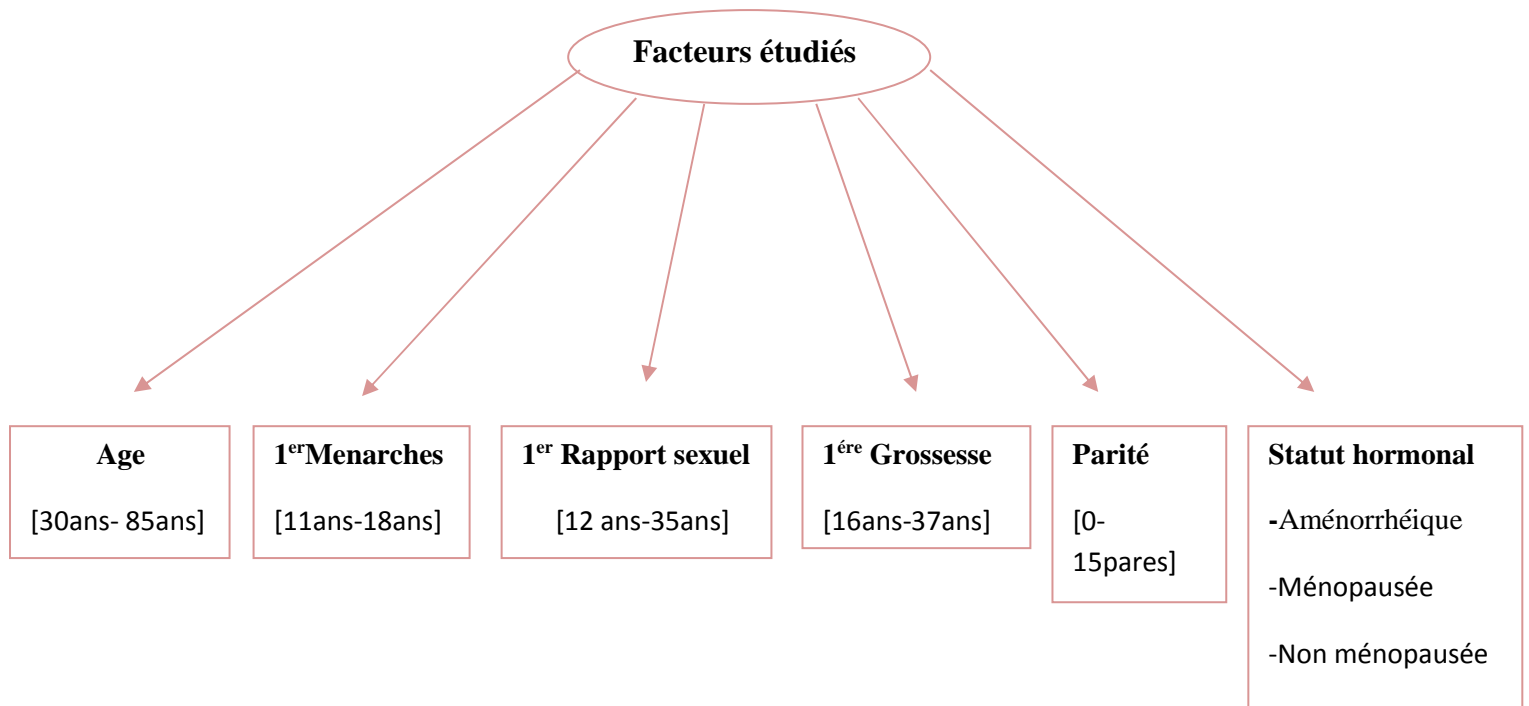 Facteurs étudiés
Age
[30ans- 85ans]
1erMenarches
[11ans-18ans]
1er Rapport sexuel
[12 ans-35ans]
1ére Grossesse
[16ans-37ans]
Parité
[0-
15pares]
Statut hormonal
-Aménorrhéique
-Ménopausée
-Non ménopausée